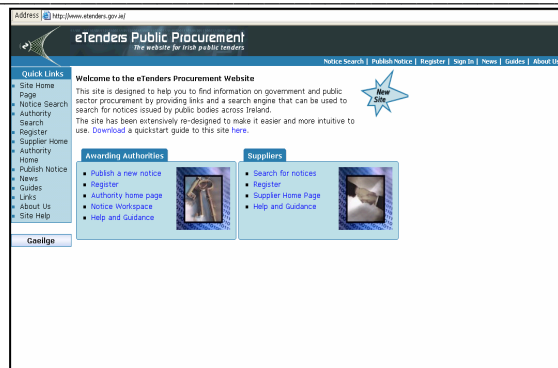 Address http://www.etenders.gov.ie/
eTenders Public Procurement
The website for Irish public tenders
Notice Search | Publish Notice | Register | Sign In | News | Guides | About Us
Quick Links
Site Home
Page
Notice Search
Authority
Search
Register
Supplier Home
Authority
Home
Publish Notice
News
Guides
Links
About Us
Site Help
Gaeilge
Welcome to the eTenders Procurement Website
This site is designed to help you to find information on government and public
sector procurement by providing links and a search engine that can be used to
search for notices issued by public bodies across Ireland.
The site has been extensively re-designed to make it easier and more intuitive to
use. Download a quickstart guide to this site here.
New
Site
Awarding Authorities
Publish a new notice
Register
Authority home page
Notice Workspace
Help and Guidance
Suppliers
Search for notices
Register
Supplier Home Page
Help and Guidance